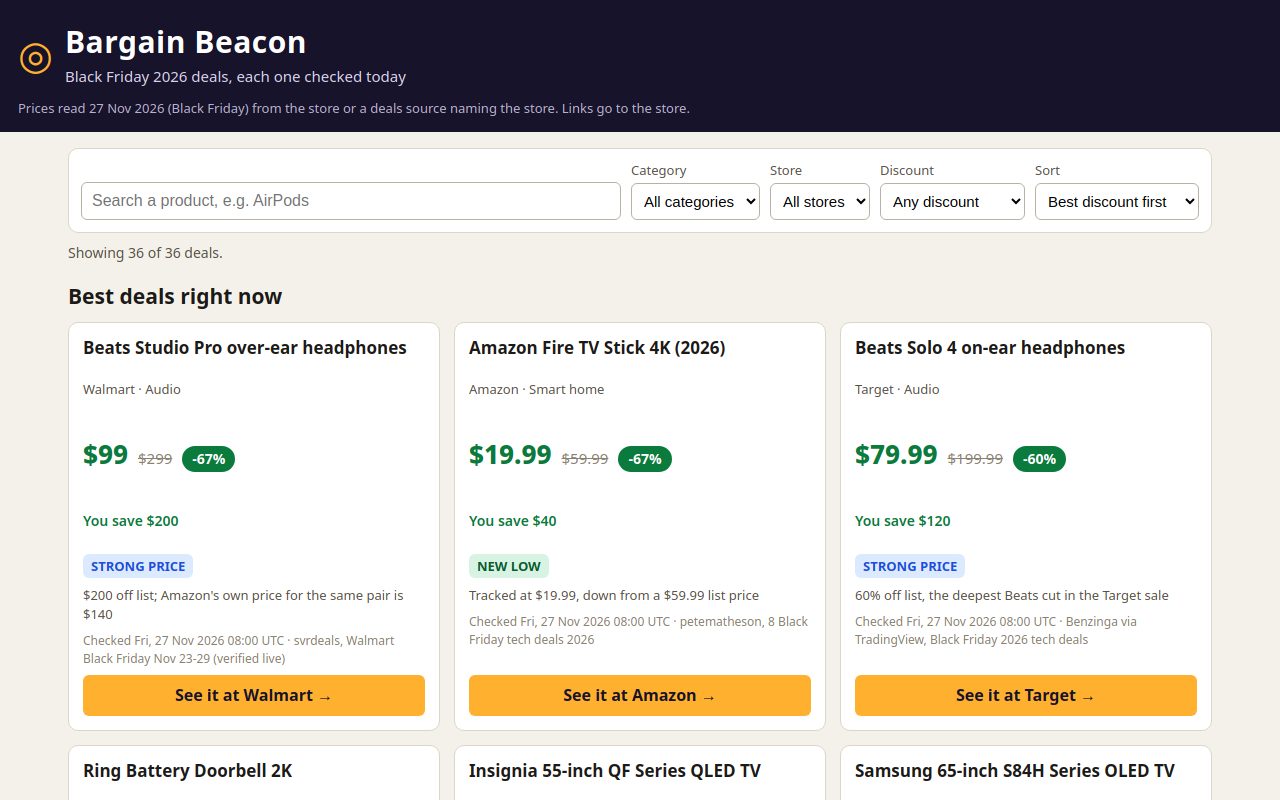 Bargain Beacon
Black Friday 2026 deals, each one checked today
Prices read 27 Nov 2026 (Black Friday) from the store or a deals source naming the store. Links go to the store.
Category
Store
Discount
Sort
Search a product, e.g. AirPods
All categories
All stores
Any discount
Best discount first
Showing 36 of 36 deals.
Best deals right now
Beats Studio Pro over-ear headphones
Walmart · Audio
$99 $299 -67%
You save $200
STRONG PRICE
$200 off list; Amazon's own price for the same pair is
$140
Checked Fri, 27 Nov 2026 08:00 UTC · svrdeals, Walmart
Black Friday Nov 23-29 (verified live)
See it at Walmart →
Amazon Fire TV Stick 4K (2026)
Amazon · Smart home
$19.99 $59.99 -67%
You save $40
NEW LOW
Tracked at $19.99, down from a $59.99 list price
Checked Fri, 27 Nov 2026 08:00 UTC · petematheson, 8 Black
Friday tech deals 2026
See it at Amazon →
Beats Solo 4 on-ear headphones
Target · Audio
$79.99 $199.99 -60%
You save $120
STRONG PRICE
60% off list, the deepest Beats cut in the Target sale
Checked Fri, 27 Nov 2026 08:00 UTC · Benzinga via
TradingView, Black Friday 2026 tech deals
See it at Target →
Ring Battery Doorbell 2K
Insignia 55-inch QF Series QLED TV
Samsung 65-inch S84H Series OLED TV